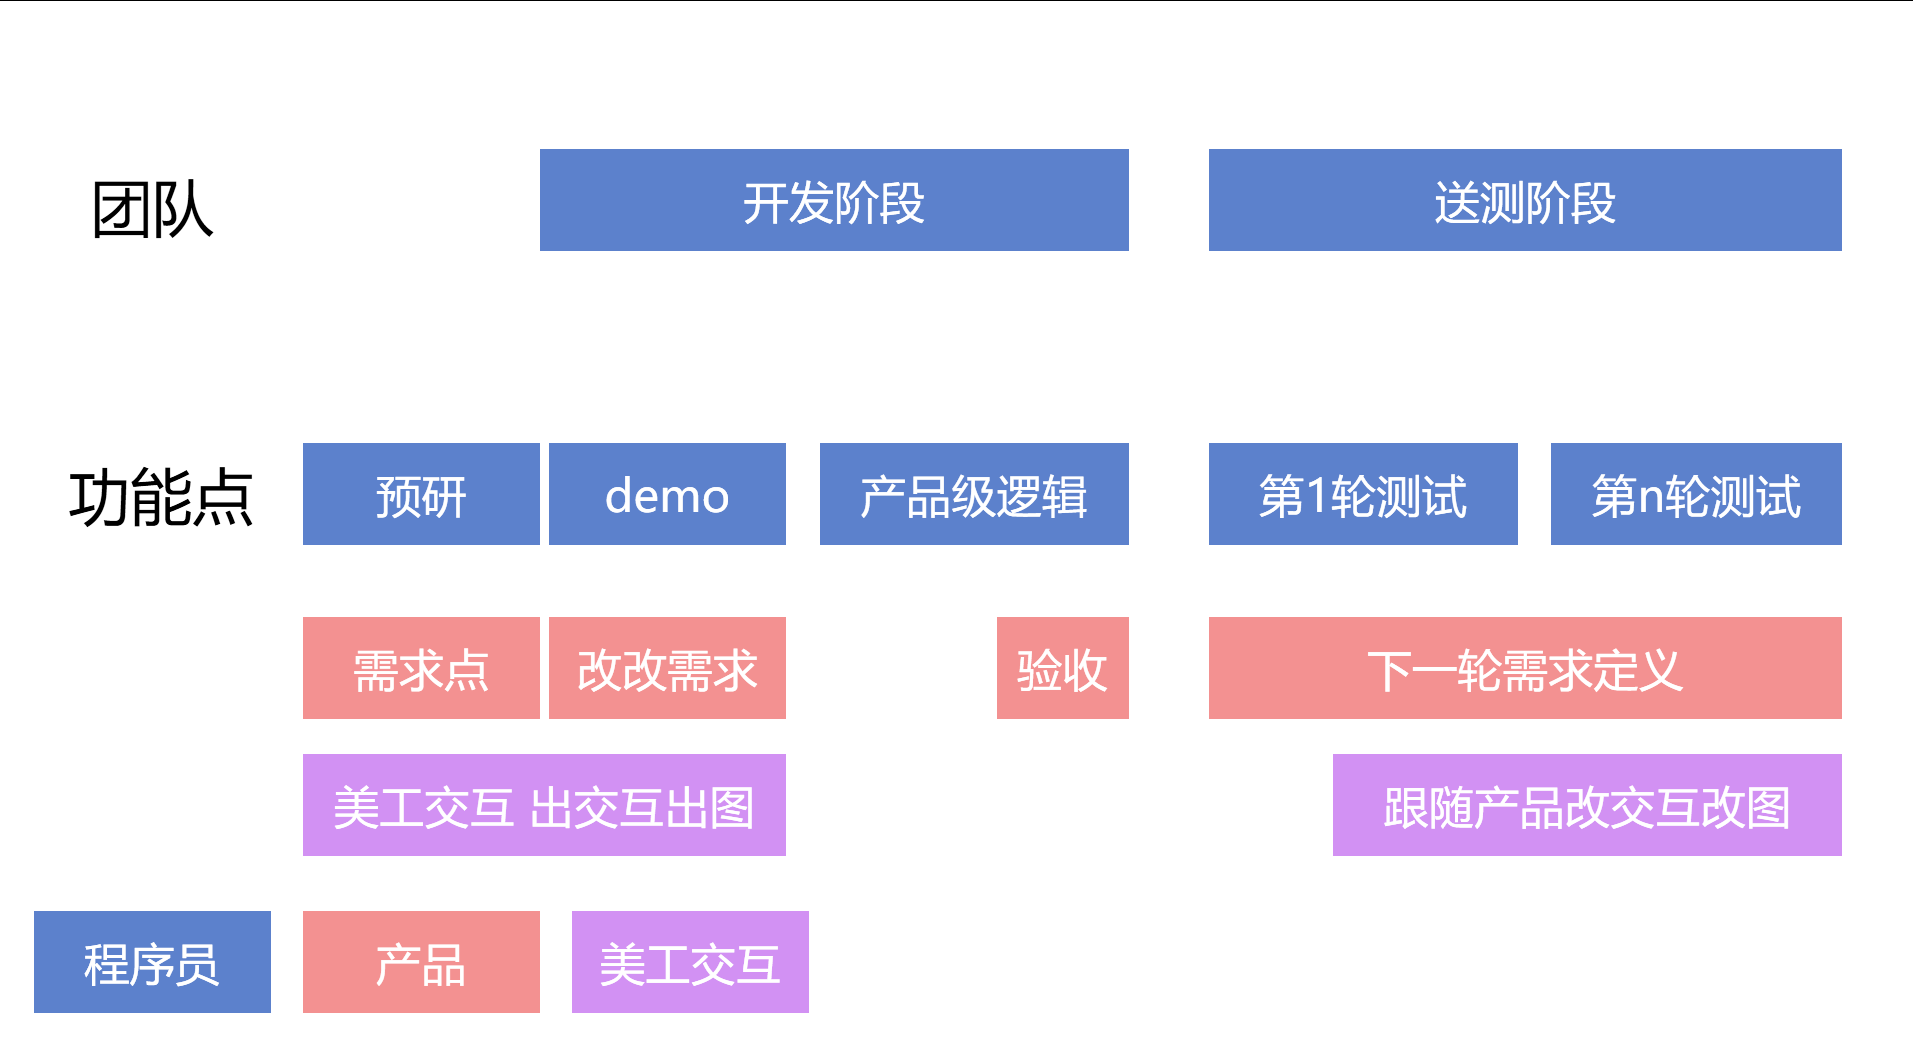 团队
开发阶段
送测阶段
功能点
预研
demo
产品级逻辑
第1轮测试
第n轮测试
需求点
改改需求
验收
下一轮需求定义
美工交互 出交互出图
跟随产品改交互改图
程序员
产品
美工交互